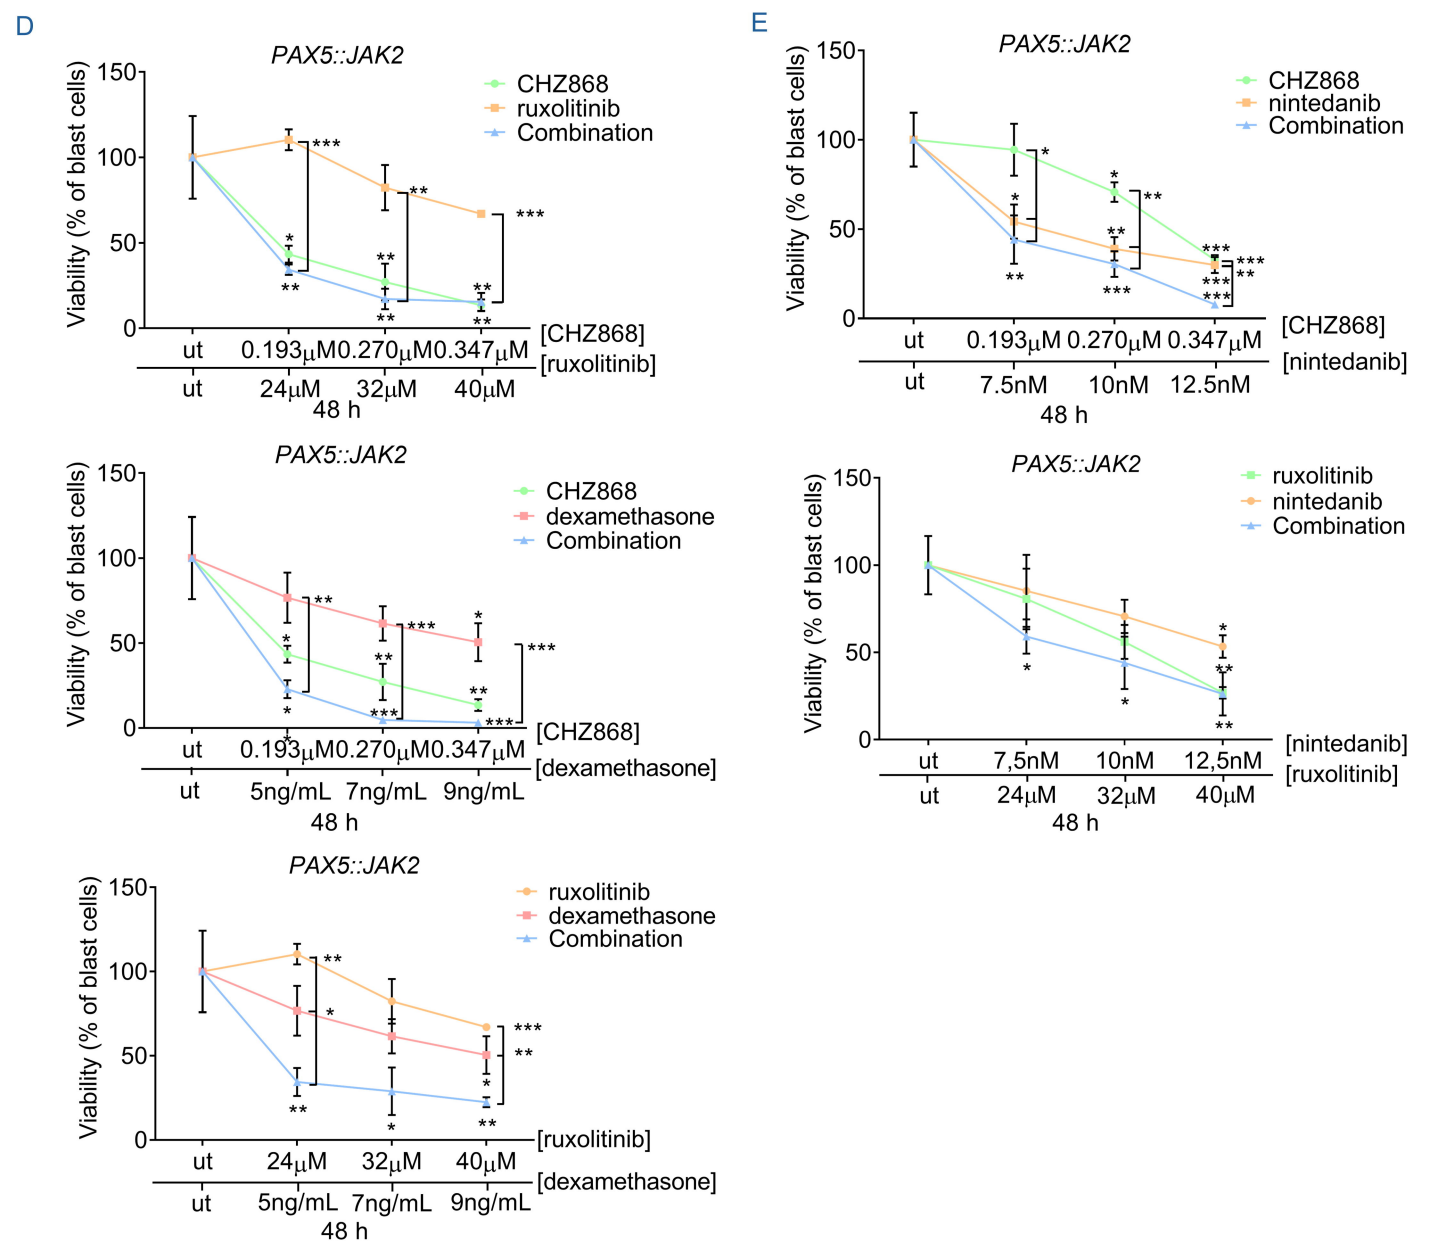 D
PAX5::JAK2
Viability (% of blast cells)
150
100
50
0
CHZ868
ruxolitinib
Combination
***
**
***
*
**
**
**
**
**
ut 0.193µM 0.270µM 0.347µM [CHZ868]
ut 24µM 32µM 40µM [ruxolitinib]
48 h
PAX5::JAK2
Viability (% of blast cells)
150
100
50
0
CHZ868
dexamethasone
Combination
**
***
*
***
*
**
**
*
***
***
*
ut 0.193µM 0.270µM 0.347µM [CHZ868]
ut 5ng/mL 7ng/mL 9ng/mL [dexamethasone]
48 h
PAX5::JAK2
Viability (% of blast cells)
150
100
50
0
ruxolitinib
dexamethasone
Combination
**
*
***
**
*
**
*
**
ut 24µM 32µM 40µM [ruxolitinib]
ut 5ng/mL 7ng/mL 9ng/mL [dexamethasone]
48 h
E
PAX5::JAK2
Viability (% of blast cells)
150
100
50
0
CHZ868
nintedanib
Combination
*
*
**
*
**
***
***
**
***
***
**
***
ut 0.193µM 0.270µM 0.347µM [CHZ868]
ut 7.5nM 10nM 12.5nM [nintedanib]
48 h
PAX5::JAK2
Viability (% of blast cells)
150
100
50
0
ruxolitinib
nintedanib
Combination
*
**
*
*
**
ut 7,5nM 10nM 12,5nM [nintedanib]
ut 24µM 32µM 40µM [ruxolitinib]
48 h